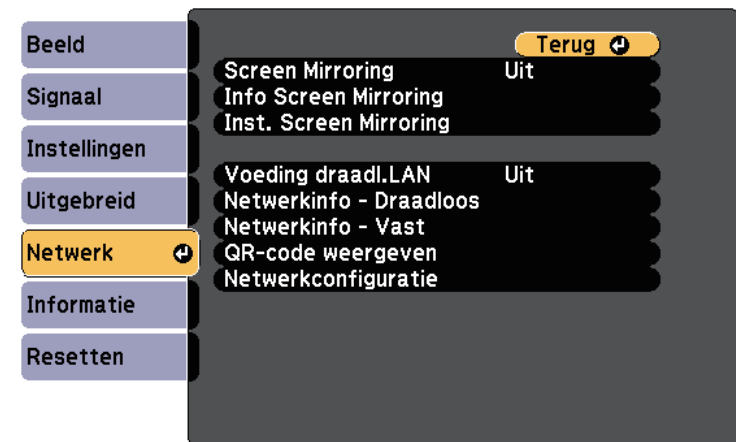 Beeld
Signaal
Instellingen
Uitgebreid
Netwerk
Informatie
Resetten
Terug
Screen Mirroring Uit
Info Screen Mirroring
Inst. Screen Mirroring
Voeding draadl.LAN Uit
Netwerkinfo - Draadloos
Netwerkinfo - Vast
QR-code weergeven
Netwerkconfiguratie